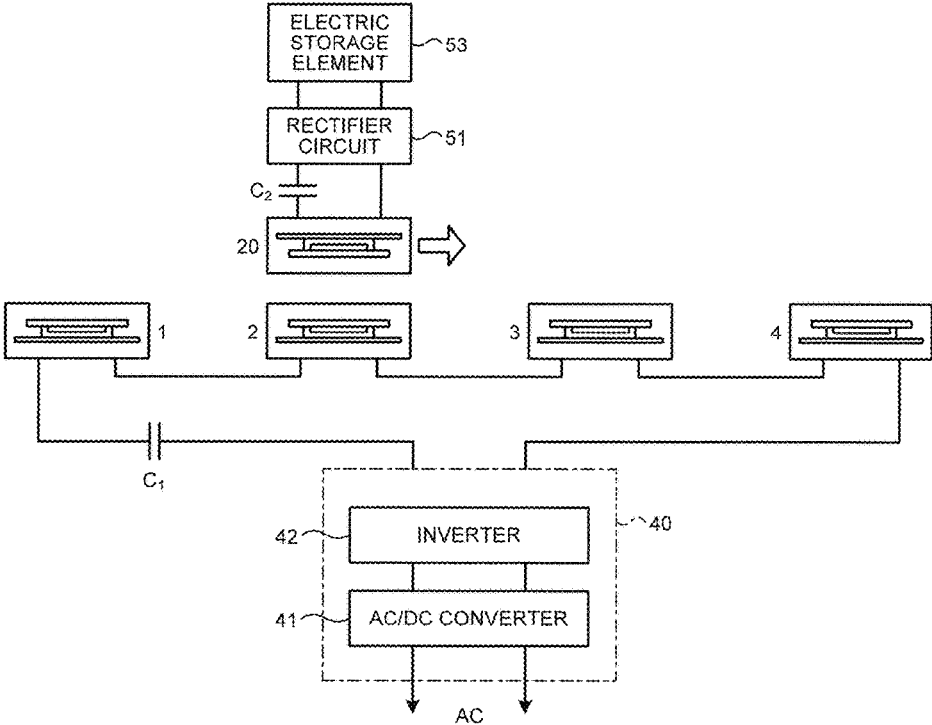 ELECTRIC
STORAGE
ELEMENT
53
RECTIFIER
CIRCUIT
51
C₂
20
1
2
3
4
C₁
40
42
INVERTER
41
AC/DC CONVERTER
AC